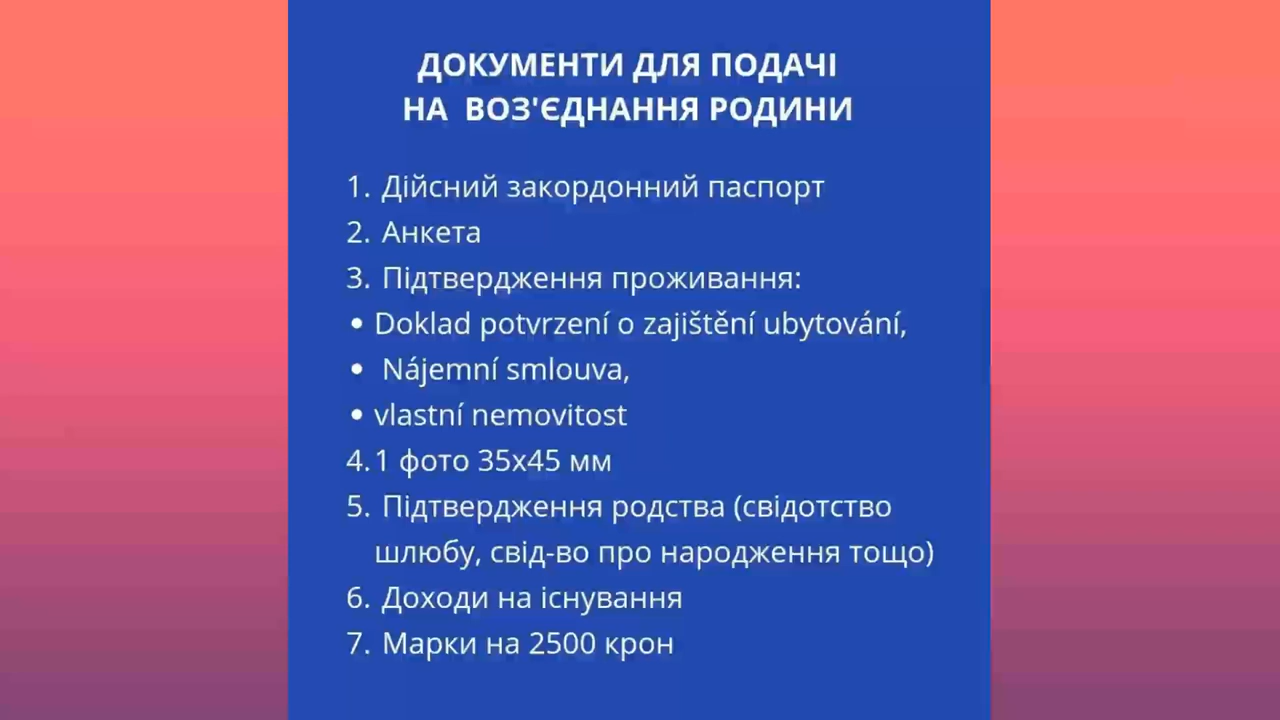 ДОКУМЕНТИ ДЛЯ ПОДАЧІ
НА ВОЗ'ЄДНАННЯ РОДИНИ
1. Дійсний закордонний паспорт
2. Анкета
3. Підтвердження проживання:
• Doklad potvrzení o zajištění ubytování,
• Nájemní smlouva,
• vlastní nemovitost
4. 1 фото 35х45 мм
5. Підтвердження родства (свідотство
шлюбу, свід-во про народження тощо)
6. Доходи на існування
7. Марки на 2500 крон